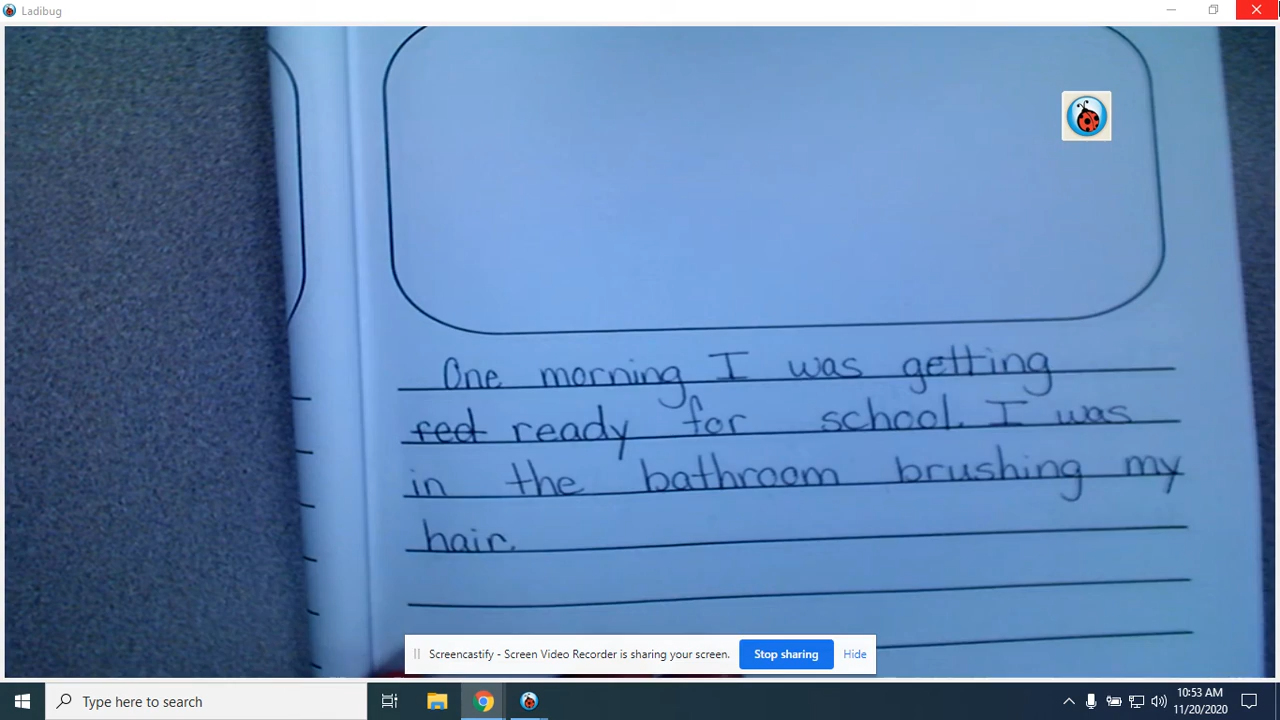 Ladibug
One morning I was getting
red ready for school. I was
in the bathroom brushing my
hair.
Screencastify - Screen Video Recorder is sharing your screen.
Stop sharing
Hide
Type here to search
10:53 AM
11/20/2020